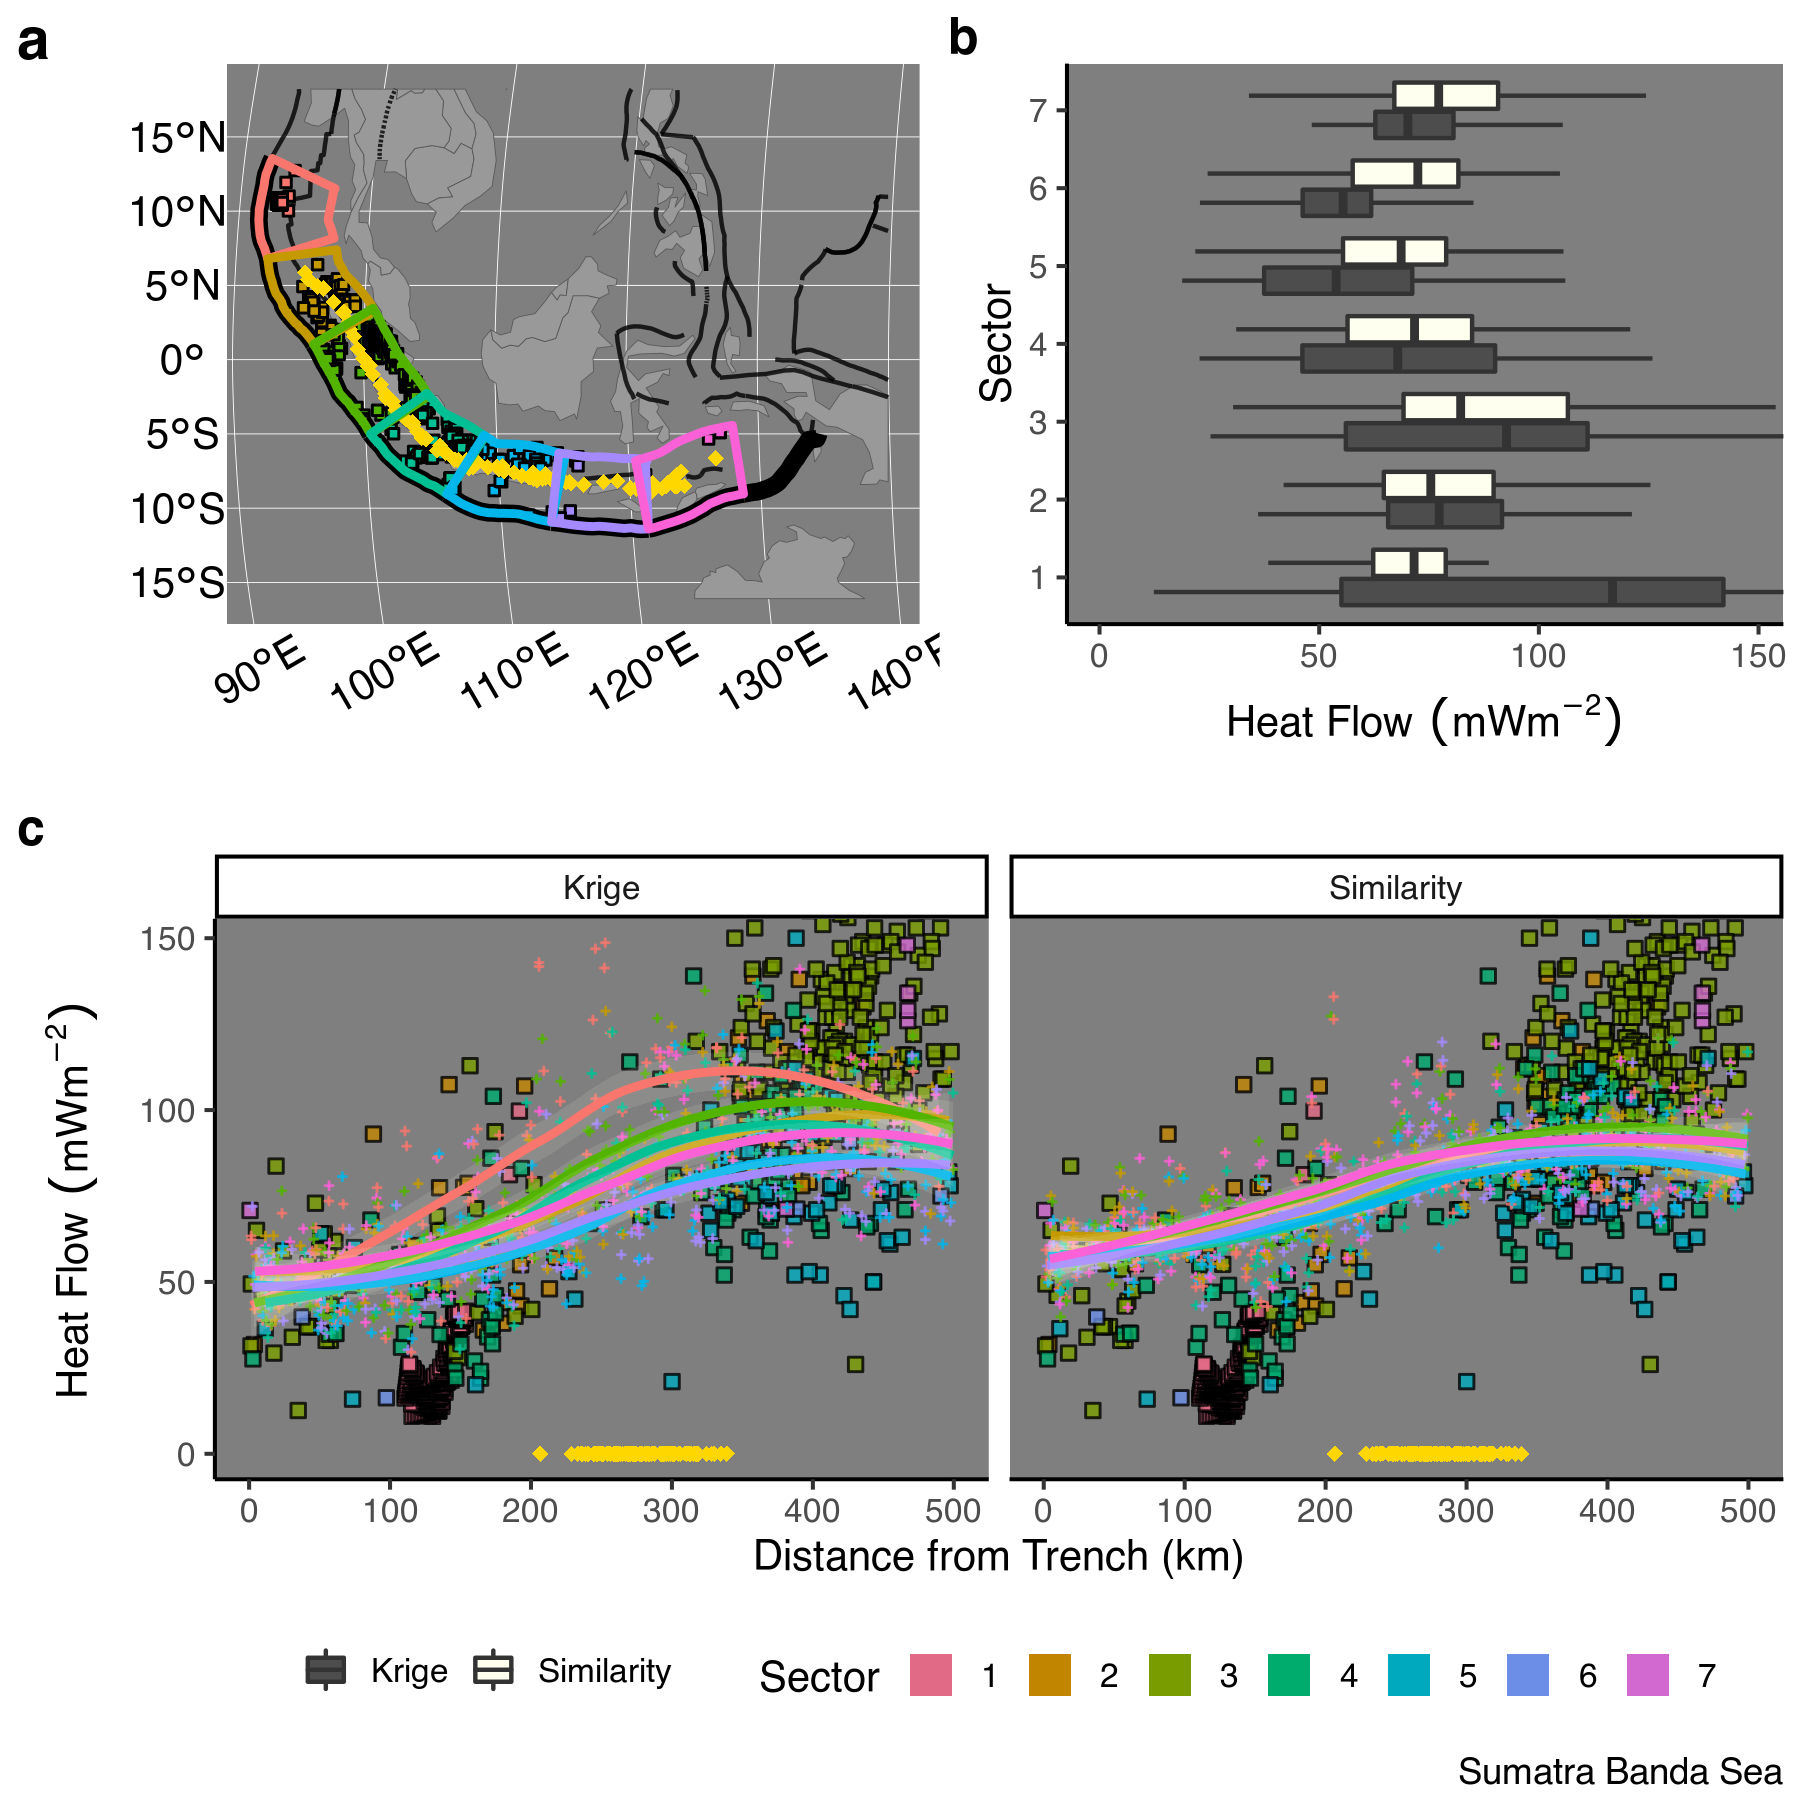 a
15°N
10°N
5°N
0°
5°S
10°S
15°S
90°E
100°E
110°E
120°E
130°E
140°E
b
Sector
7
6
5
4
3
2
1
0
50
100
150
Heat Flow (mWm−2)
c
Krige
Similarity
Heat Flow (mWm−2)
150
100
50
0
0
100
200
300
400
500
0
100
200
300
400
500
Distance from Trench (km)
Krige
Similarity
Sector
1
2
3
4
5
6
7
Sumatra Banda Sea